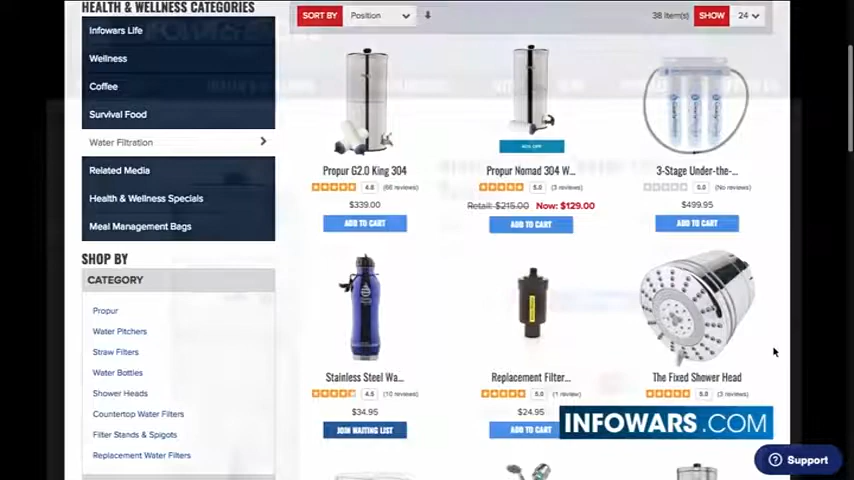 HEALTH & WELLNESS CATEGORIES
Infowars Life
Wellness
Coffee
Survival Food
Water Filtration
Related Media
Health & Wellness Specials
Meal Management Bags
SHOP BY
CATEGORY
Propur
Water Pitchers
Straw Filters
Water Bottles
Shower Heads
Countertop Water Filters
Filter Stands & Spigots
Replacement Water Filters
SORT BY Position 38 Item(s) SHOW 24
40% OFF
Propur G2.0 King 304 Propur Nomad 304 W... 3-Stage Under-the-...
4.8 (66 reviews) 5.0 (3 reviews) 0.0 (No reviews)
$339.00 Retail: $215.00 Now: $129.00 $499.95
ADD TO CART ADD TO CART ADD TO CART
Stainless Steel Wa... Replacement Filter... The Fixed Shower Head
4.5 (10 reviews) 5.0 (1 review) 5.0 (3 reviews)
$34.95 $24.95
JOIN WAITING LIST ADD TO CART
INFOWARS.COM
Support